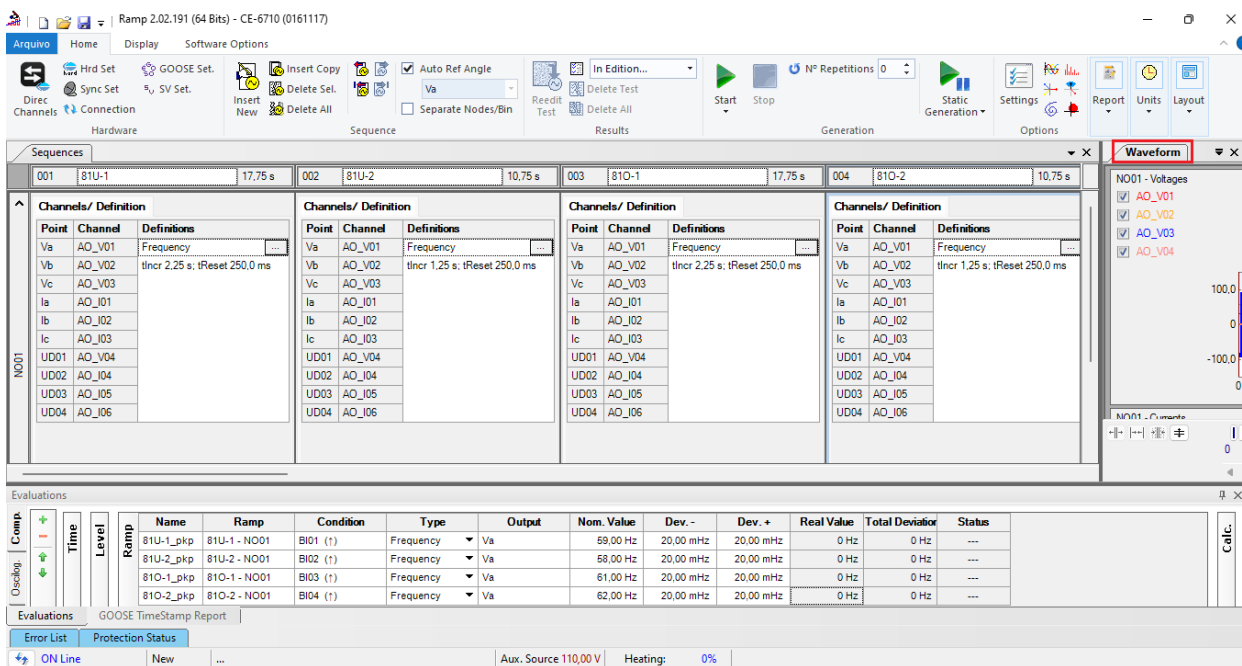 Ramp 2.02.191 (64 Bits) - CE-6710 (0161117)
Arquivo Home Display Software Options
Direc Channels
Hrd Set
Sync Set
Connection
GOOSE Set.
SV Set.
Hardware
Insert New
Insert Copy
Delete Sel.
Delete All
Auto Ref Angle
Va
Separate Nodes/Bin
Sequence
Reedit Test
In Edition...
Delete Test
Delete All
Results
Start
Stop
Nº Repetitions 0
Static Generation
Generation
Settings
Options
Report
Units
Layout
Sequences
001 81U-1 17,75 s 002 81U-2 10,75 s 003 81O-1 17,75 s 004 81O-2 10,75 s
Channels/ Definition Channels/ Definition Channels/ Definition Channels/ Definition
Point Channel Definitions Point Channel Definitions Point Channel Definitions Point Channel Definitions
Va AO_V01 Frequency ... Va AO_V01 Frequency ... Va AO_V01 Frequency ... Va AO_V01 Frequency ...
Vb AO_V02 tIncr 2,25 s; tReset 250,0 ms Vb AO_V02 tIncr 1,25 s; tReset 250,0 ms Vb AO_V02 tIncr 2,25 s; tReset 250,0 ms Vb AO_V02 tIncr 1,25 s; tReset 250,0 ms
Vc AO_V03 Vc AO_V03 Vc AO_V03 Vc AO_V03
Ia AO_I01 Ia AO_I01 Ia AO_I01 Ia AO_I01
Ib AO_I02 Ib AO_I02 Ib AO_I02 Ib AO_I02
Ic AO_I03 Ic AO_I03 Ic AO_I03 Ic AO_I03
UD01 AO_V04 UD01 AO_V04 UD01 AO_V04 UD01 AO_V04
UD02 AO_I04 UD02 AO_I04 UD02 AO_I04 UD02 AO_I04
UD03 AO_I05 UD03 AO_I05 UD03 AO_I05 UD03 AO_I05
UD04 AO_I06 UD04 AO_I06 UD04 AO_I06 UD04 AO_I06
NO01
Waveform
NO01 - Voltages
AO_V01
AO_V02
AO_V03
AO_V04
100,0
0
-100,0
0
NO01 - Currents
0
Evaluations
Comp.
Oscilog.
Time
Level
Ramp
Calc.
Name Ramp Condition Type Output Nom. Value Dev. - Dev. + Real Value Total Deviation Status
81U-1_pkp 81U-1 - NO01 BI01 (↑) Frequency Va 59,00 Hz 20,00 mHz 20,00 mHz 0 Hz 0 Hz ---
81U-2_pkp 81U-2 - NO01 BI02 (↑) Frequency Va 58,00 Hz 20,00 mHz 20,00 mHz 0 Hz 0 Hz ---
81O-1_pkp 81O-1 - NO01 BI03 (↑) Frequency Va 61,00 Hz 20,00 mHz 20,00 mHz 0 Hz 0 Hz ---
81O-2_pkp 81O-2 - NO01 BI04 (↑) Frequency Va 62,00 Hz 20,00 mHz 20,00 mHz 0 Hz 0 Hz ---
Evaluations GOOSE TimeStamp Report
Error List Protection Status
ON Line New ... Aux. Source 110,00 V Heating: 0%